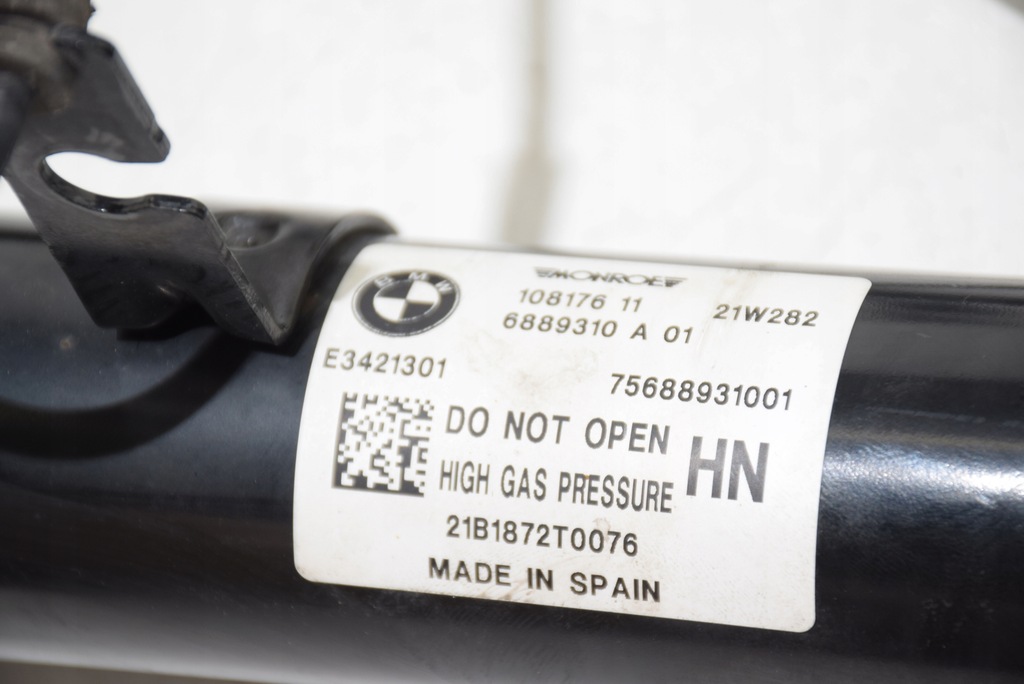 BMW
MONROE
108176 11
6889310 A 01
21W282
E3421301
75688931001
DO NOT OPEN
HN
HIGH GAS PRESSURE
21B1872T0076
MADE IN SPAIN